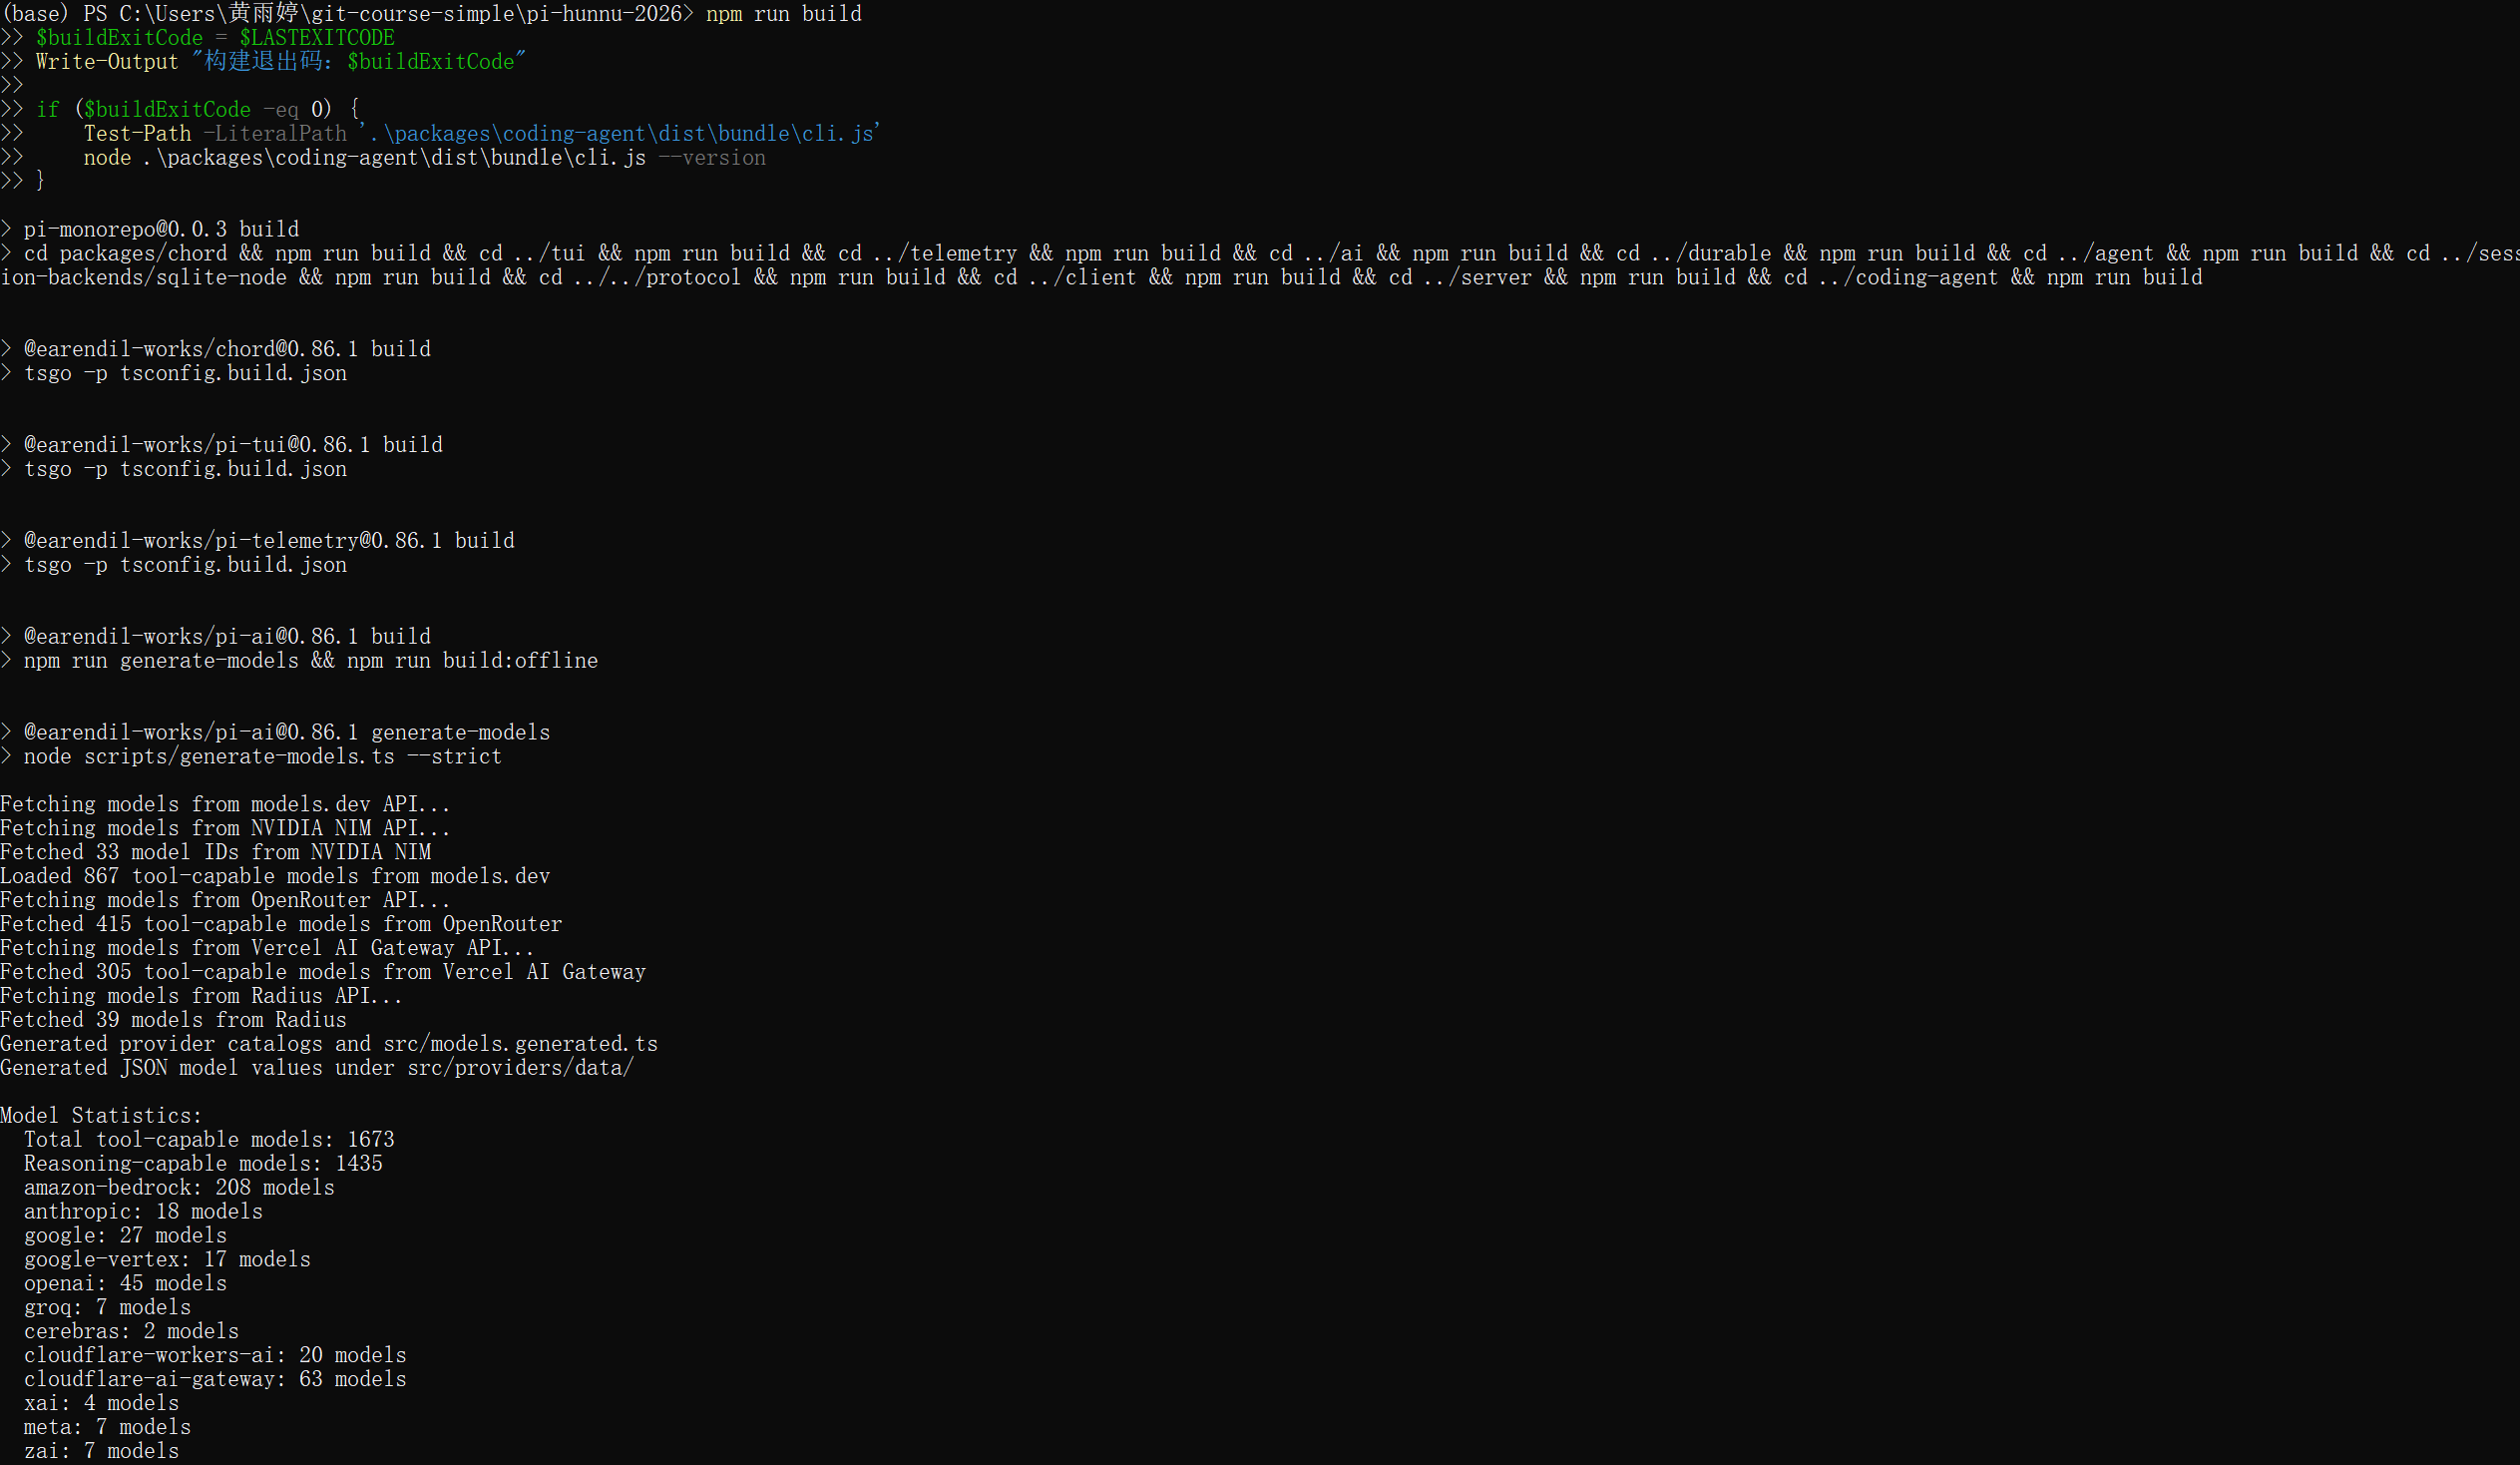 (base) PS C:\Users\黄雨婷\git-course-simple\pi-hunnu-2026> npm run build
>> $buildExitCode = $LASTEXITCODE
>> Write-Output "构建退出码：$buildExitCode"
>>
>> if ($buildExitCode -eq 0) {
>>     Test-Path -LiteralPath '.\packages\coding-agent\dist\bundle\cli.js'
>>     node .\packages\coding-agent\dist\bundle\cli.js --version
>> }
> pi-monorepo@0.0.3 build
> cd packages/chord && npm run build && cd ../tui && npm run build && cd ../telemetry && npm run build && cd ../ai && npm run build && cd ../durable && npm run build && cd ../agent && npm run build && cd ../sess
ion-backends/sqlite-node && npm run build && cd ../../protocol && npm run build && cd ../client && npm run build && cd ../server && npm run build && cd ../coding-agent && npm run build
> @earendil-works/chord@0.86.1 build
> tsgo -p tsconfig.build.json
> @earendil-works/pi-tui@0.86.1 build
> tsgo -p tsconfig.build.json
> @earendil-works/pi-telemetry@0.86.1 build
> tsgo -p tsconfig.build.json
> @earendil-works/pi-ai@0.86.1 build
> npm run generate-models && npm run build:offline
> @earendil-works/pi-ai@0.86.1 generate-models
> node scripts/generate-models.ts --strict
Fetching models from models.dev API...
Fetching models from NVIDIA NIM API...
Fetched 33 model IDs from NVIDIA NIM
Loaded 867 tool-capable models from models.dev
Fetching models from OpenRouter API...
Fetched 415 tool-capable models from OpenRouter
Fetching models from Vercel AI Gateway API...
Fetched 305 tool-capable models from Vercel AI Gateway
Fetching models from Radius API...
Fetched 39 models from Radius
Generated provider catalogs and src/models.generated.ts
Generated JSON model values under src/providers/data/
Model Statistics:
  Total tool-capable models: 1673
  Reasoning-capable models: 1435
  amazon-bedrock: 208 models
  anthropic: 18 models
  google: 27 models
  google-vertex: 17 models
  openai: 45 models
  groq: 7 models
  cerebras: 2 models
  cloudflare-workers-ai: 20 models
  cloudflare-ai-gateway: 63 models
  xai: 4 models
  meta: 7 models
  zai: 7 models